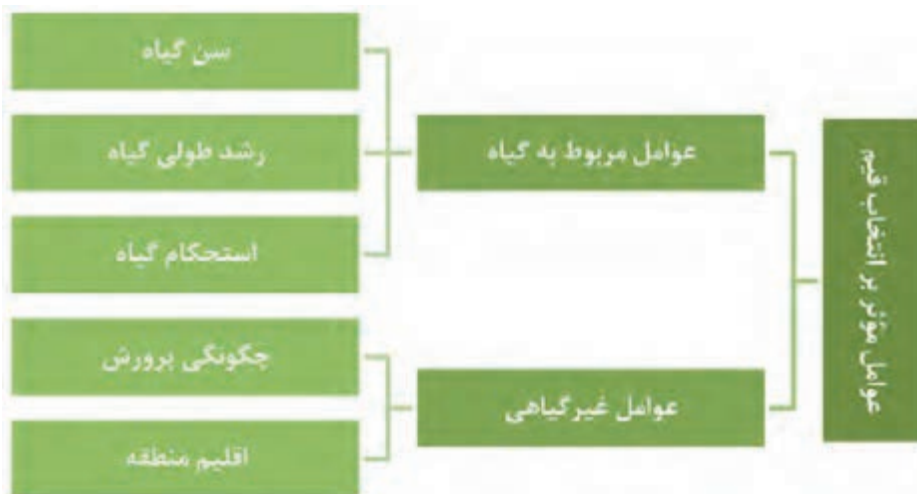 عوامل مؤثر بر انتخاب قیم
عوامل مربوط به گیاه
سن گیاه
رشد طولی گیاه
استحکام گیاه
عوامل غیرگیاهی
چگونگی پرورش
اقلیم منطقه